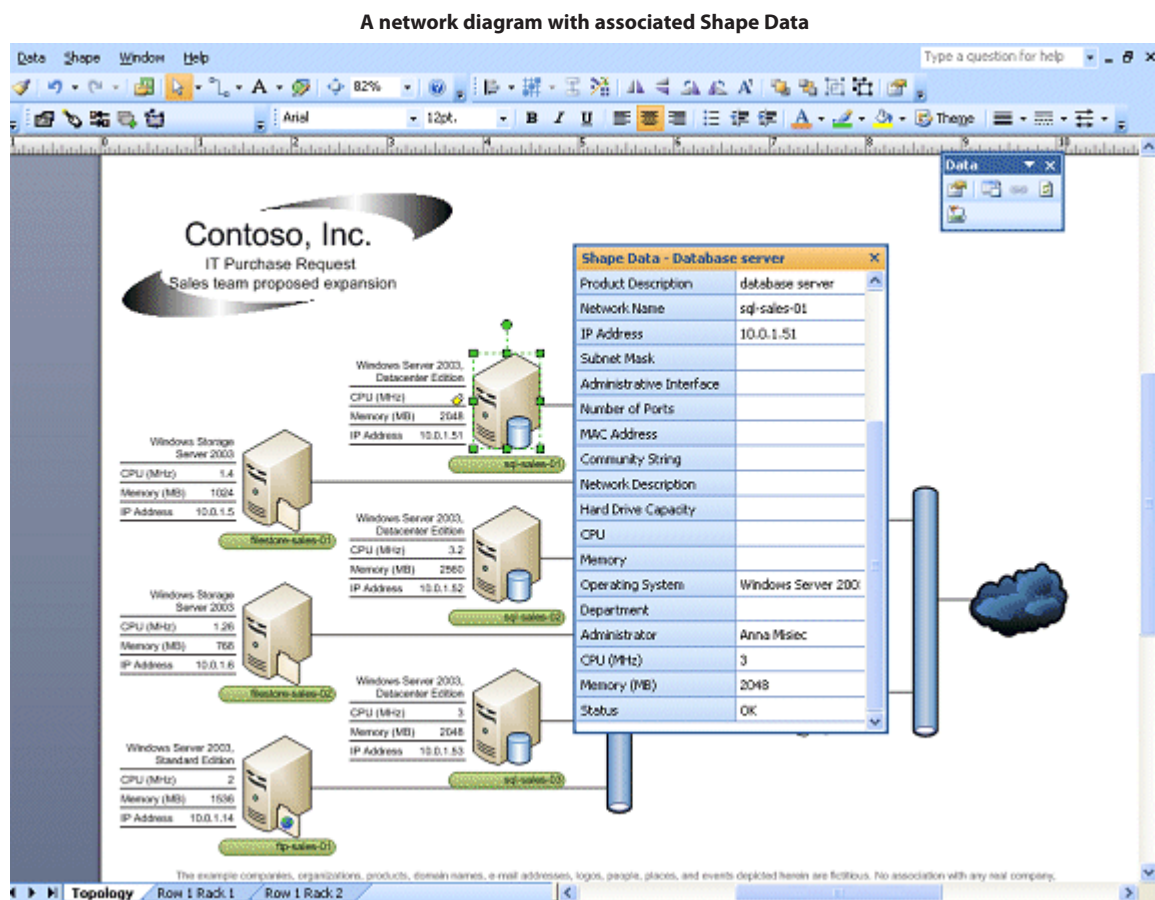 A network diagram with associated Shape Data
Data Shape Window Help
Type a question for help
82%
Arial 12pt. B I U Theme
0 1 2 3 4 5 6 7 8 9 10
Data
Contoso, Inc.
IT Purchase Request
Sales team proposed expansion
Shape Data - Database server
Product Description database server
Network Name sql-sales-01
IP Address 10.0.1.51
Subnet Mask
Administrative Interface
Number of Ports
MAC Address
Community String
Network Description
Hard Drive Capacity
CPU
Memory
Operating System Windows Server 200
Department
Administrator Anna Misiec
CPU (MHz) 3
Memory (MB) 2048
Status OK
Windows Server 2003,
Datacenter Edition
CPU (MHz)
Memory (MB) 2048
IP Address 10.0.1.51
sql-sales-01
Windows Storage
Server 2003
CPU (MHz) 1.4
Memory (MB) 1024
IP Address 10.0.1.5
filestore-sales-01
Windows Server 2003,
Datacenter Edition
CPU (MHz) 3.2
Memory (MB) 2560
IP Address 10.0.1.52
sql-sales-02
Windows Storage
Server 2003
CPU (MHz) 1.26
Memory (MB) 768
IP Address 10.0.1.6
filestore-sales-02
Windows Server 2003,
Datacenter Edition
CPU (MHz) 3
Memory (MB) 2048
IP Address 10.0.1.53
sql-sales-03
Windows Server 2003,
Standard Edition
CPU (MHz) 2
Memory (MB) 1536
IP Address 10.0.1.14
ftp-sales-01
The example companies, organizations, products, domain names, e-mail addresses, logos, people, places, and events depicted herein are fictitious. No association with any real company,
Topology Row 1 Rack 1 Row 1 Rack 2